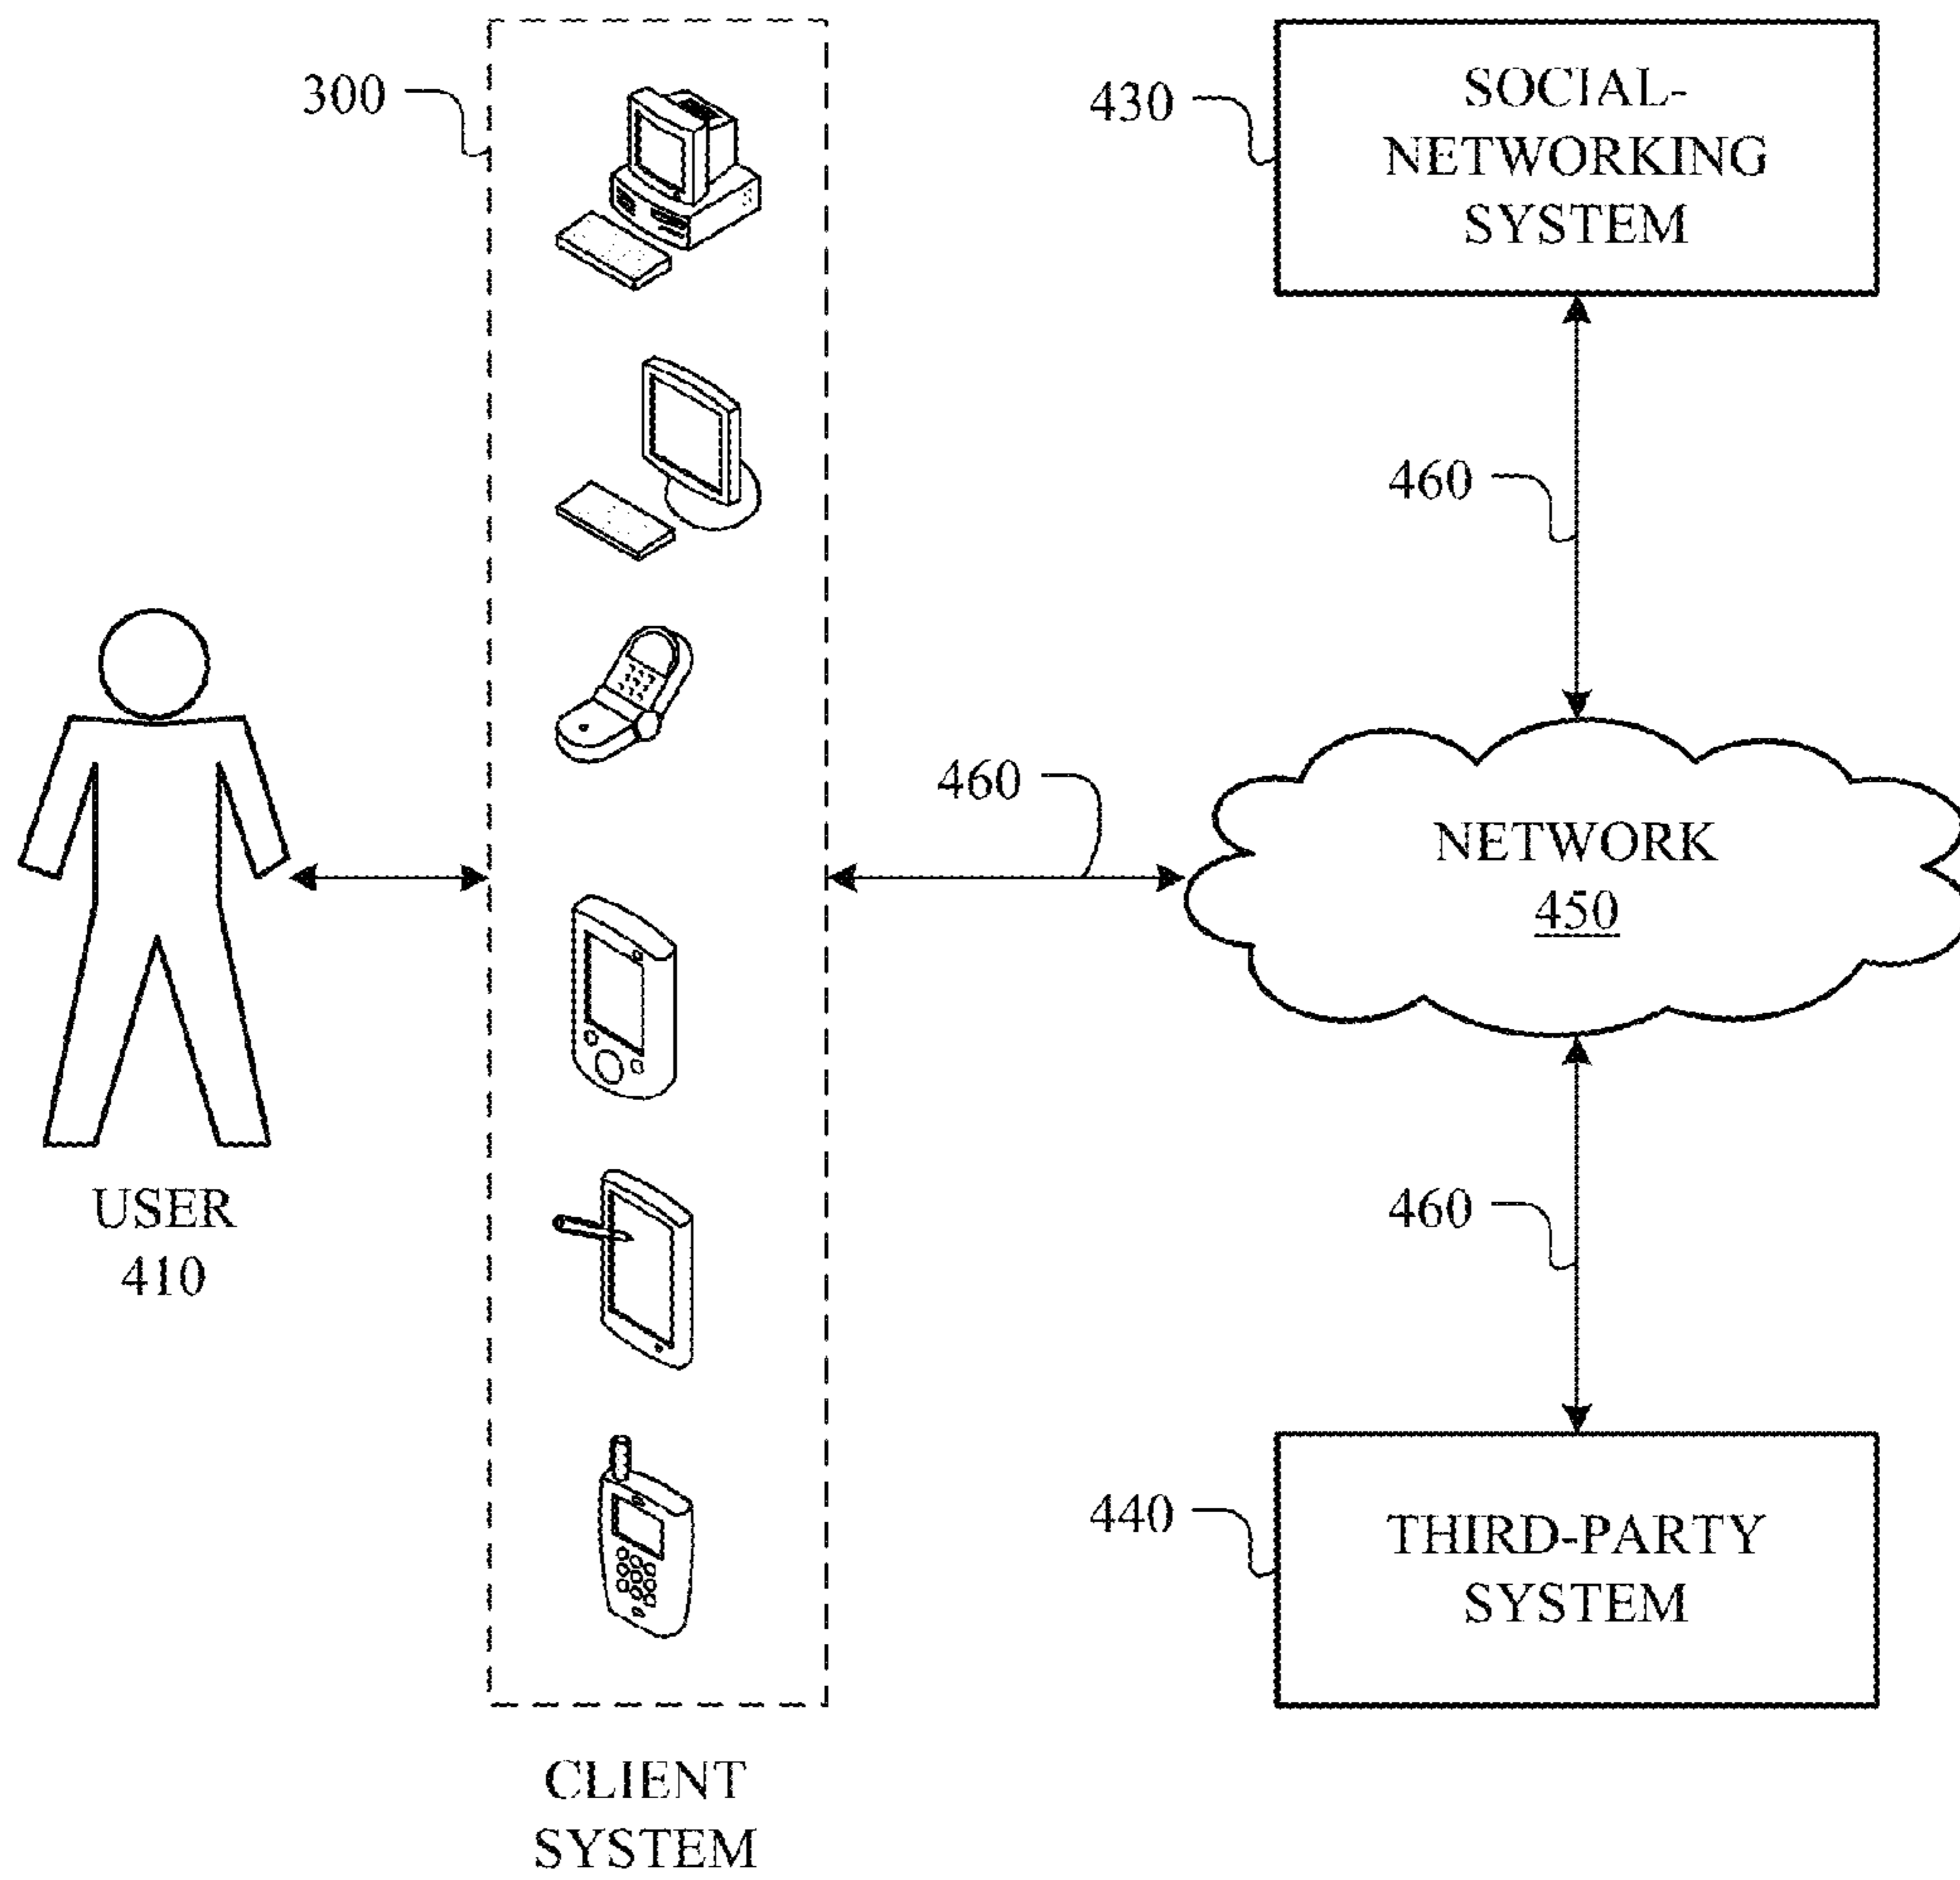 300
430
SOCIAL-
NETWORKING
SYSTEM
460
460
NETWORK
450
USER
410
460
440
THIRD-PARTY
SYSTEM
CLIENT
SYSTEM